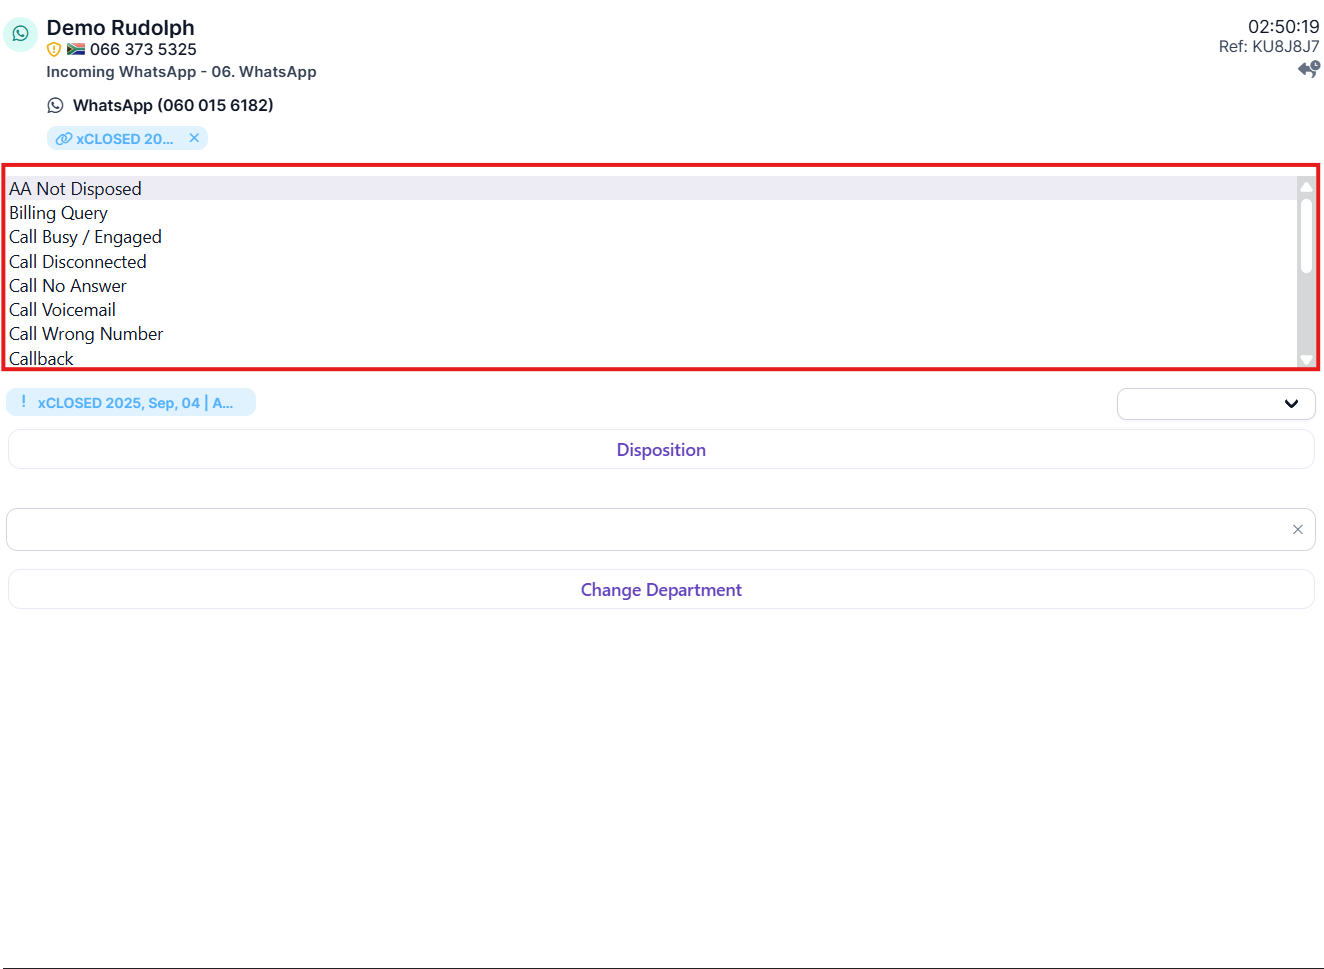 Demo Rudolph
02:50:19
066 373 5325
Ref: KU8J8J7
Incoming WhatsApp - 06. WhatsApp
WhatsApp (060 015 6182)
xCLOSED 20...
AA Not Disposed
Billing Query
Call Busy / Engaged
Call Disconnected
Call No Answer
Call Voicemail
Call Wrong Number
Callback
! xCLOSED 2025, Sep, 04 | A...
Disposition
Change Department